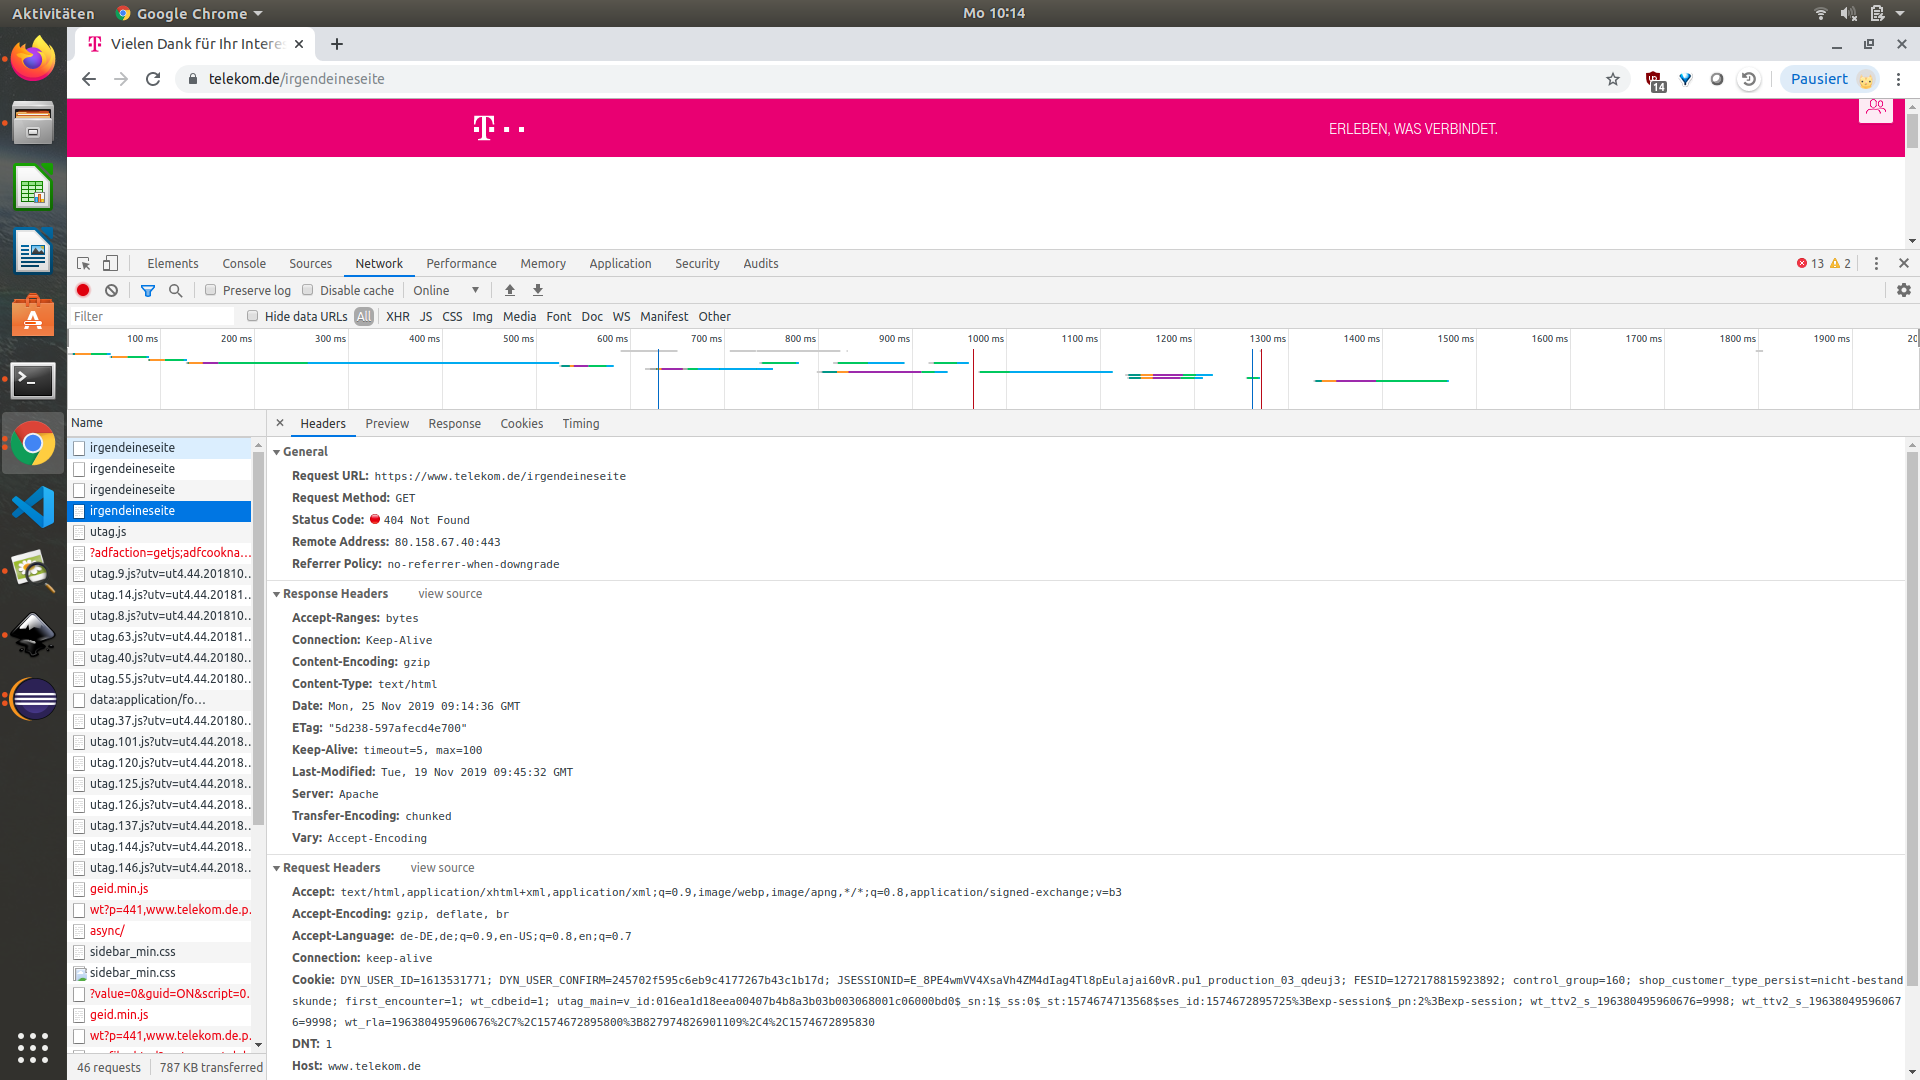 Aktivitäten Google Chrome Mo 10:14
Vielen Dank für Ihr Intere
telekom.de/irgendeineseite 14 Pausiert
T ERLEBEN, WAS VERBINDET.
Elements Console Sources Network Performance Memory Application Security Audits 13 2
Preserve log Disable cache Online
Filter Hide data URLs All XHR JS CSS Img Media Font Doc WS Manifest Other
100 ms 200 ms 300 ms 400 ms 500 ms 600 ms 700 ms 800 ms 900 ms 1000 ms 1100 ms 1200 ms 1300 ms 1400 ms 1500 ms 1600 ms 1700 ms 1800 ms 1900 ms 20
Name
irgendeineseite
irgendeineseite
irgendeineseite
irgendeineseite
utag.js
?adfaction=getjs;adfcookna…
utag.9.js?utv=ut4.44.201810…
utag.14.js?utv=ut4.44.20181…
utag.8.js?utv=ut4.44.201810…
utag.63.js?utv=ut4.44.20181…
utag.40.js?utv=ut4.44.20180…
utag.55.js?utv=ut4.44.20180…
data:application/fo…
utag.37.js?utv=ut4.44.20180…
utag.101.js?utv=ut4.44.2018…
utag.120.js?utv=ut4.44.2018…
utag.125.js?utv=ut4.44.2018…
utag.126.js?utv=ut4.44.2018…
utag.137.js?utv=ut4.44.2018…
utag.144.js?utv=ut4.44.2018…
utag.146.js?utv=ut4.44.2018…
geid.min.js
wt?p=441,www.telekom.de.p…
async/
sidebar_min.css
sidebar_min.css
?value=0&guid=ON&script=0…
geid.min.js
wt?p=441,www.telekom.de.p…
46 requests 787 KB transferred
Headers Preview Response Cookies Timing
General
Request URL: https://www.telekom.de/irgendeineseite
Request Method: GET
Status Code: 404 Not Found
Remote Address: 80.158.67.40:443
Referrer Policy: no-referrer-when-downgrade
Response Headers view source
Accept-Ranges: bytes
Connection: Keep-Alive
Content-Encoding: gzip
Content-Type: text/html
Date: Mon, 25 Nov 2019 09:14:36 GMT
ETag: "5d238-597afecd4e700"
Keep-Alive: timeout=5, max=100
Last-Modified: Tue, 19 Nov 2019 09:45:32 GMT
Server: Apache
Transfer-Encoding: chunked
Vary: Accept-Encoding
Request Headers view source
Accept: text/html,application/xhtml+xml,application/xml;q=0.9,image/webp,image/apng,*/*;q=0.8,application/signed-exchange;v=b3
Accept-Encoding: gzip, deflate, br
Accept-Language: de-DE,de;q=0.9,en-US;q=0.8,en;q=0.7
Connection: keep-alive
Cookie: DYN_USER_ID=1613531771; DYN_USER_CONFIRM=245702f595c6eb9c4177267b43c1b17d; JSESSIONID=E_8PE4wmVV4XsaVh4ZM4dIag4Tl8pEulajai60vR.pu1_production_03_qdeuj3; FESID=1272178815923892; control_group=160; shop_customer_type_persist=nicht-bestand
skunde; first_encounter=1; wt_cdbeid=1; utag_main=v_id:016ea1d18eea00407b4b8a3b03b003068001c06000bd0$_sn:1$_ss:0$_st:1574674713568$ses_id:1574672895725%3Bexp-session$_pn:2%3Bexp-session; wt_ttv2_s_196380495960676=9998; wt_ttv2_s_19638049596067
6=9998; wt_rla=196380495960676%2C7%2C1574672895800%3B827974826901109%2C4%2C1574672895830
DNT: 1
Host: www.telekom.de